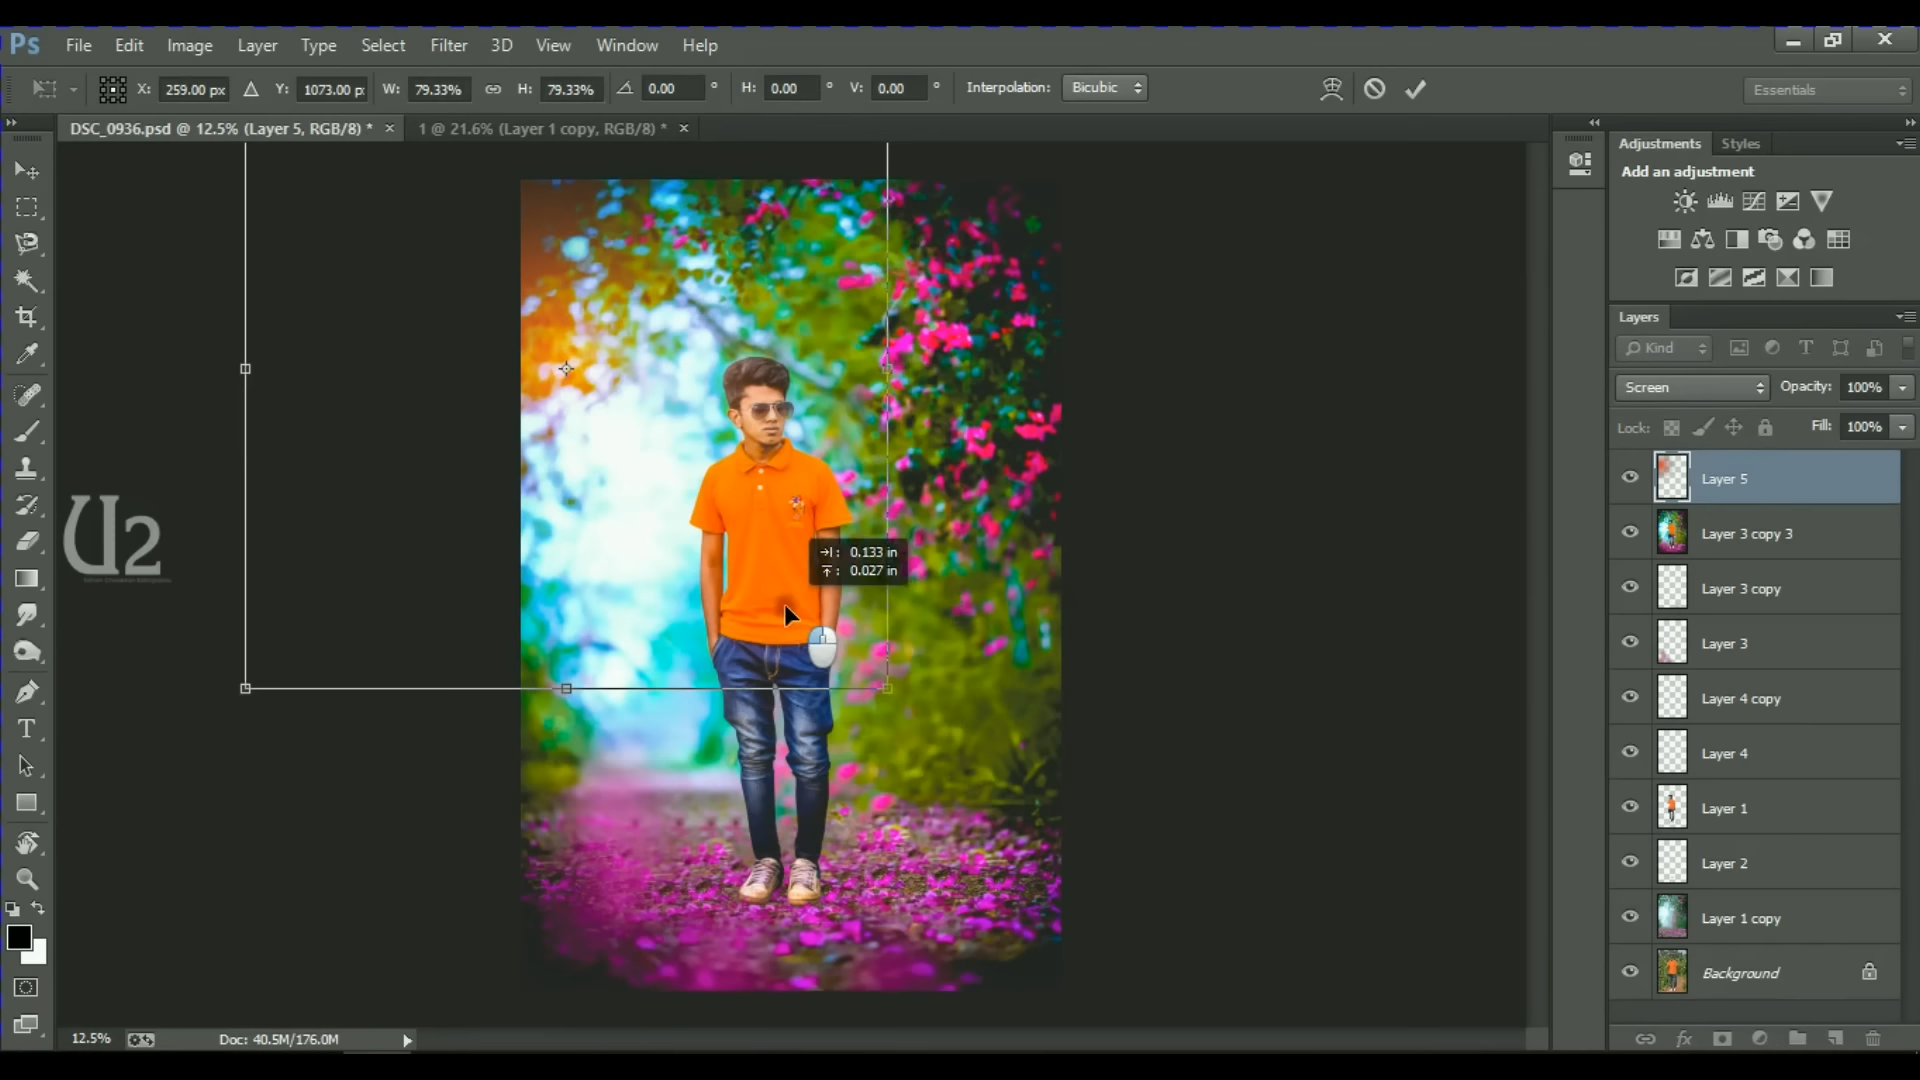 Ps File Edit Image Layer Type Select Filter 3D View Window Help
X: 259.00 px Y: 1073.00 p W: 79.33% H: 79.33% 0.00 ° H: 0.00 ° V: 0.00 ° Interpolation: Bicubic Essentials
DSC_0936.psd @ 12.5% (Layer 5, RGB/8) * × 1 @ 21.6% (Layer 1 copy, RGB/8) * ×
Adjustments Styles
Add an adjustment
Layers
Kind
Screen Opacity: 100%
Lock: Fill: 100%
Layer 5
Layer 3 copy 3
Layer 3 copy
Layer 3
Layer 4 copy
Layer 4
Layer 1
Layer 2
Layer 1 copy
Background
U2
: 0.133 in
: 0.027 in
T
12.5% Doc: 40.5M/176.0M
fx